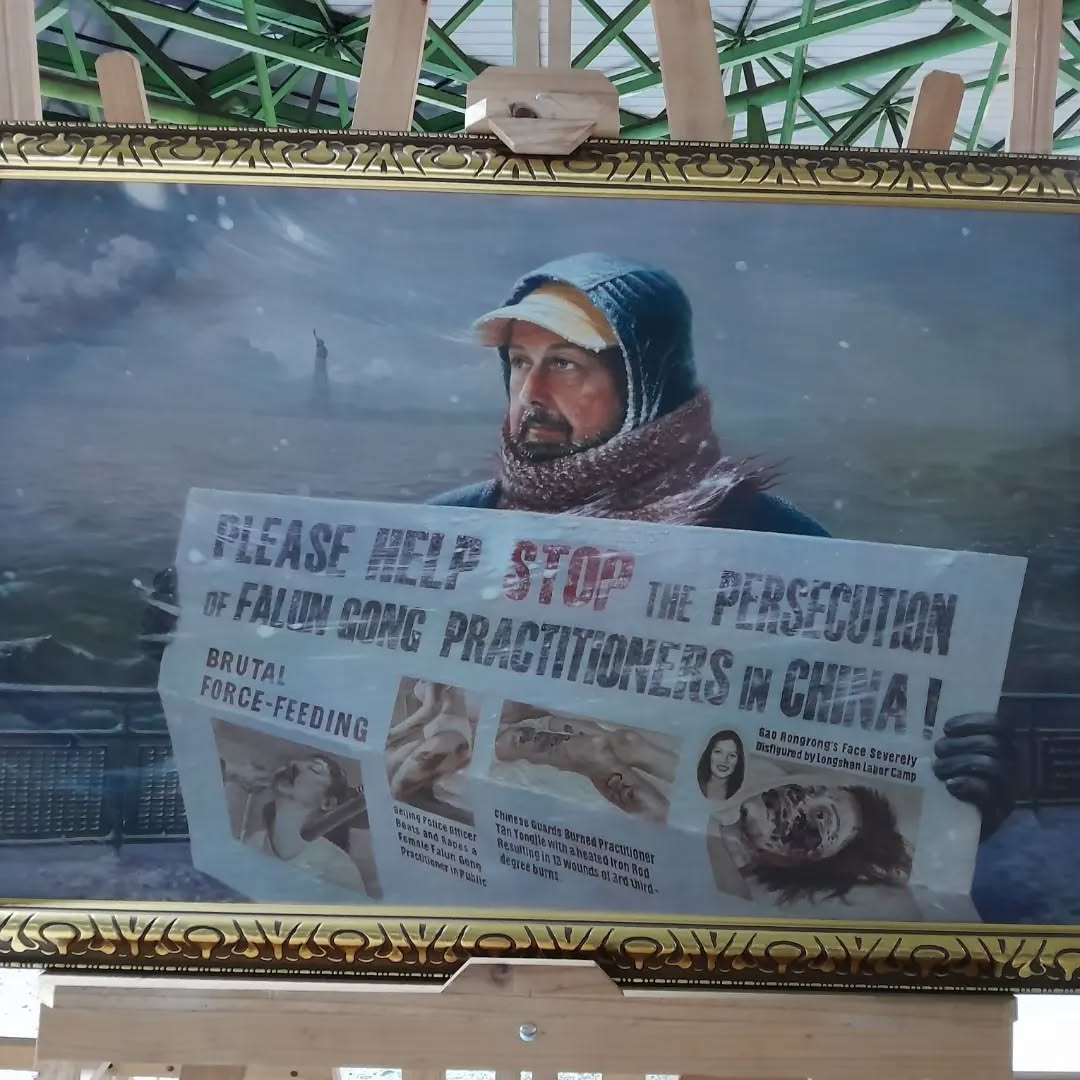 PLEASE HELP STOP THE PERSECUTION
OF FALUN GONG PRACTITIONERS IN CHINA!
BRUTAL
FORCE-FEEDING
Beijing Police Officer
Beats and Rapes a
Female Falun Gong
Practitioner in Public
Chinese Guards Burned Practitioner
Tan Yongjie with a heated Iron Rod
Resulting in 13 Wounds of 3rd third-
degree burns
Gao Rongrong's Face Severely
Disfigured by Longshan Labor Camp